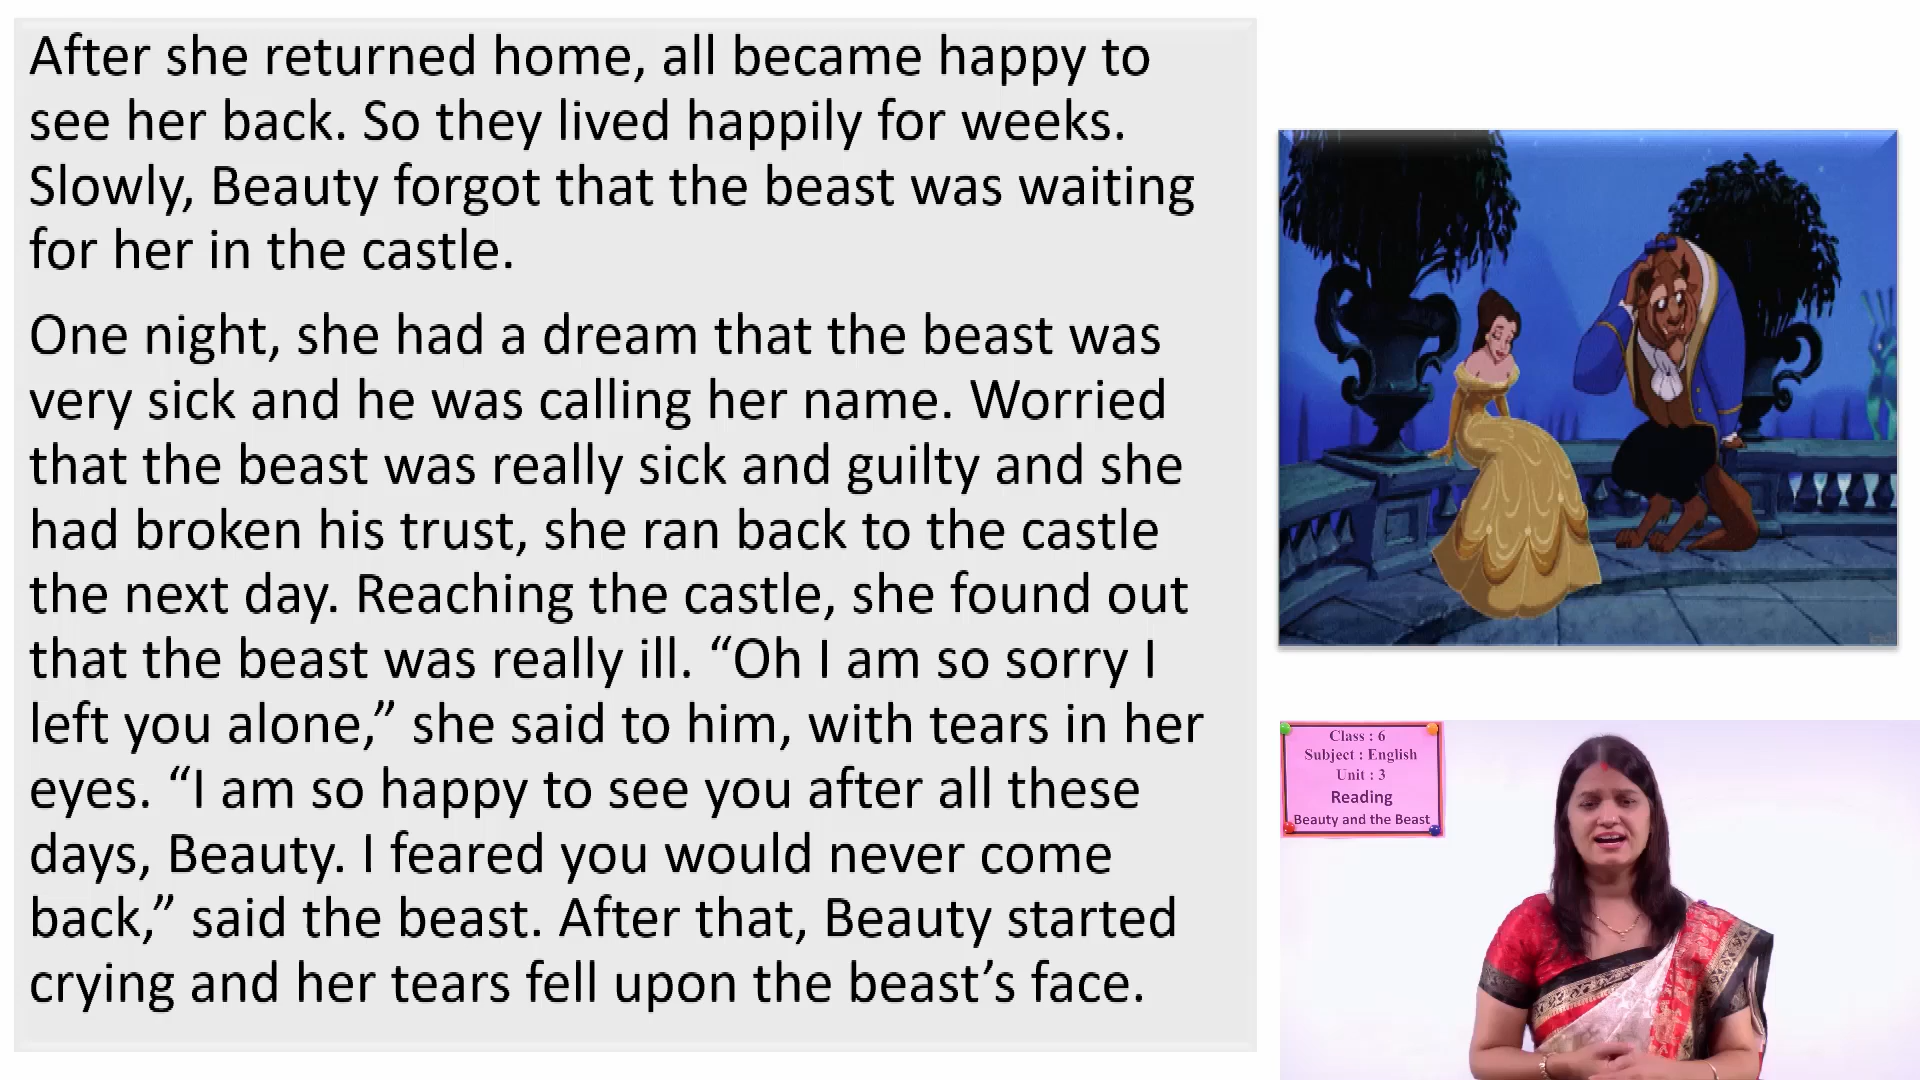 After she returned home, all became happy to
see her back. So they lived happily for weeks.
Slowly, Beauty forgot that the beast was waiting
for her in the castle.
One night, she had a dream that the beast was
very sick and he was calling her name. Worried
that the beast was really sick and guilty and she
had broken his trust, she ran back to the castle
the next day. Reaching the castle, she found out
that the beast was really ill. “Oh I am so sorry I
left you alone,” she said to him, with tears in her
eyes. “I am so happy to see you after all these
days, Beauty. I feared you would never come
back,” said the beast. After that, Beauty started
crying and her tears fell upon the beast’s face.
Class : 6
Subject : English
Unit : 3
Reading
Beauty and the Beast